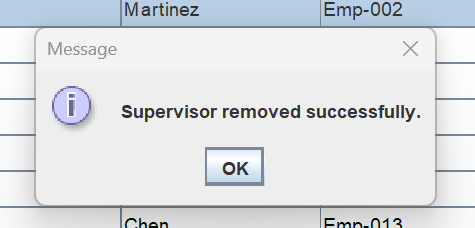 Martinez Emp-002
Message
Supervisor removed successfully.
OK
Chen Emp-013